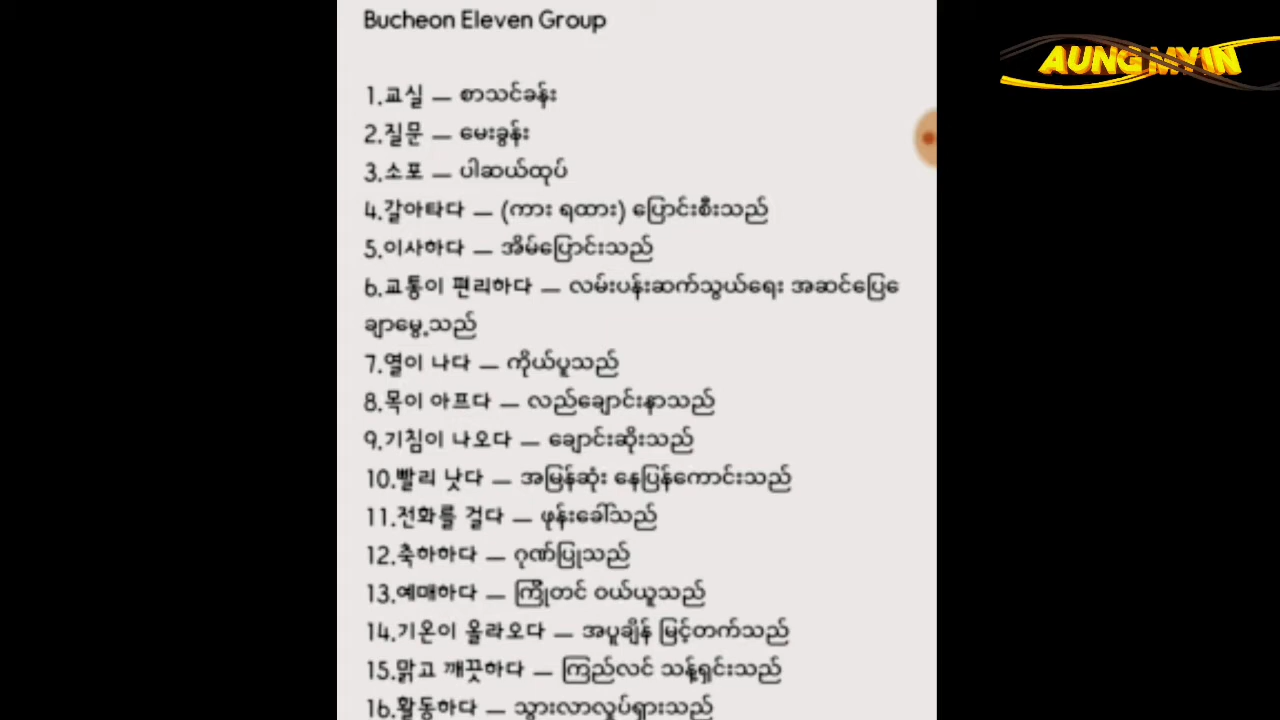 Bucheon Eleven Group
AUNG MYIN
1.교실 — စာသင်ခန်း
2.질문 — မေးခွန်း
3.소포 — ပါဆယ်ထုပ်
4.갈아타다 — (ကား ရထား) ပြောင်းစီးသည်
5.이사하다 — အိမ်ပြောင်းသည်
6.교통이 편리하다 — လမ်းပန်းဆက်သွယ်ရေး အဆင်ပြေေ
ချာမွေ့သည်
7.열이 나다 — ကိုယ်ပူသည်
8.목이 아프다 — လည်ချောင်းနာသည်
9.기침이 나오다 — ချောင်းဆိုးသည်
10.빨리 낫다 — အမြန်ဆုံး နေပြန်ကောင်းသည်
11.전화를 걸다 — ဖုန်းခေါ်သည်
12.축하하다 — ဂုဏ်ပြုသည်
13.예매하다 — ကြိုတင် ဝယ်ယူသည်
14.기온이 올라오다 — အပူချိန် မြင့်တက်သည်
15.맑고 깨끗하다 — ကြည်လင် သန့်ရှင်းသည်
16.활동하다 — သွားလာလှုပ်ရှားသည်